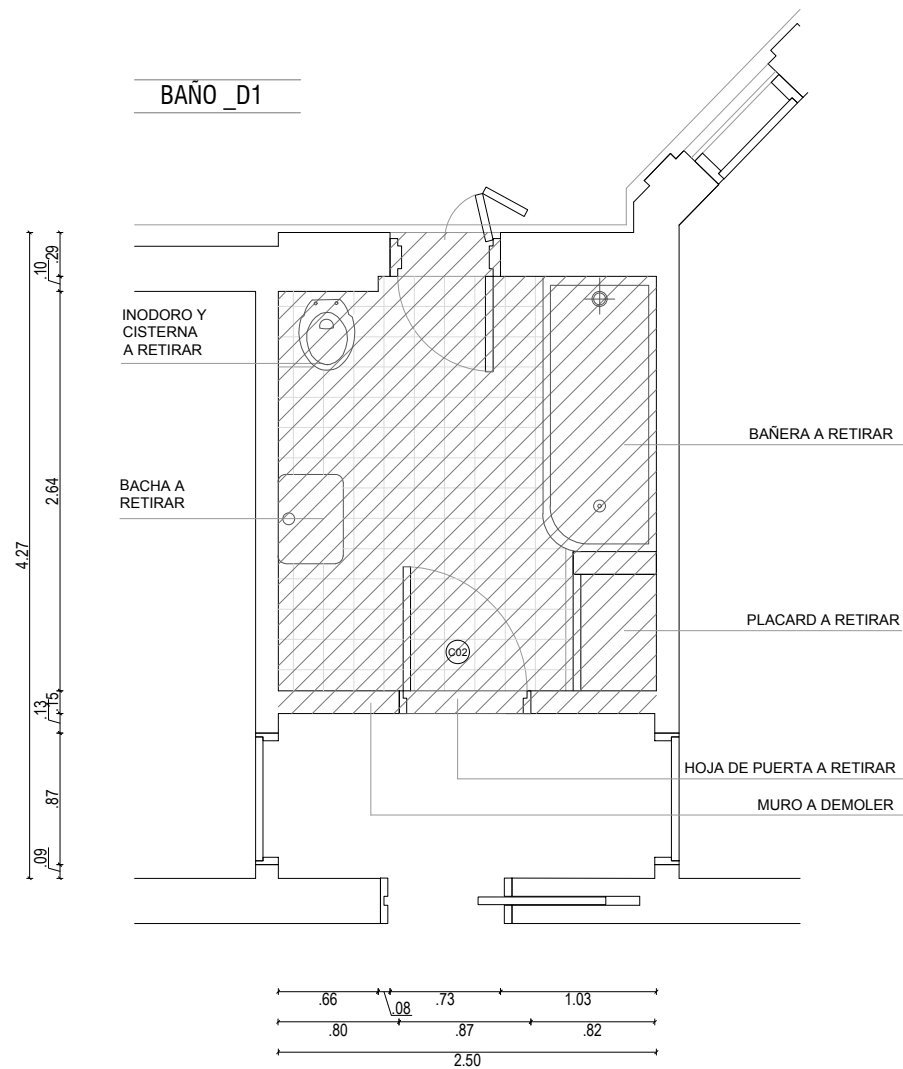 BAÑO _D1
.29
.10
INODORO Y
CISTERNA
A RETIRAR
BAÑERA A RETIRAR
2.64
BACHA A
RETIRAR
4.27
PLACARD A RETIRAR
C02
.15
.13
HOJA DE PUERTA A RETIRAR
.87
MURO A DEMOLER
.09
.66
.08
.73
1.03
.80
.87
.82
2.50